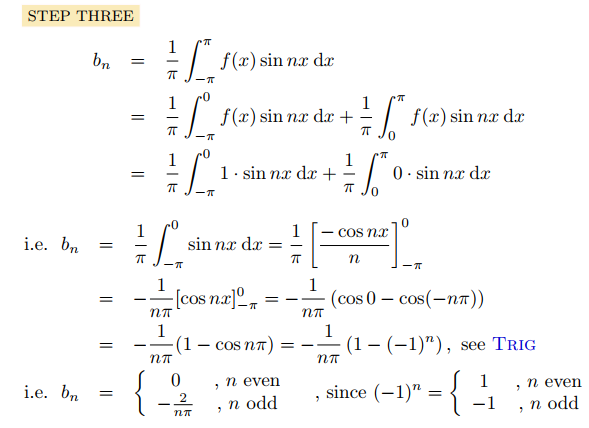 STEP THREE
b_n = \frac{1}{\pi} \int_{-\pi}^{\pi} f(x) \sin nx \, dx
= \frac{1}{\pi} \int_{-\pi}^{0} f(x) \sin nx \, dx + \frac{1}{\pi} \int_{0}^{\pi} f(x) \sin nx \, dx
= \frac{1}{\pi} \int_{-\pi}^{0} 1 \cdot \sin nx \, dx + \frac{1}{\pi} \int_{0}^{\pi} 0 \cdot \sin nx \, dx
i.e. b_n = \frac{1}{\pi} \int_{-\pi}^{0} \sin nx \, dx = \frac{1}{\pi} \left[ \frac{-\cos nx}{n} \right]_{-\pi}^{0}
= -\frac{1}{n\pi} [\cos nx]_{-\pi}^{0} = -\frac{1}{n\pi} (\cos 0 - \cos(-n\pi))
= -\frac{1}{n\pi} (1 - \cos n\pi) = -\frac{1}{n\pi} (1 - (-1)^n), see TRIG
i.e. b_n = \begin{cases} 0 & , n even \\ -\frac{2}{n\pi} & , n odd \end{cases} , since (-1)^n = \begin{cases} 1 & , n even \\ -1 & , n odd \end{cases}